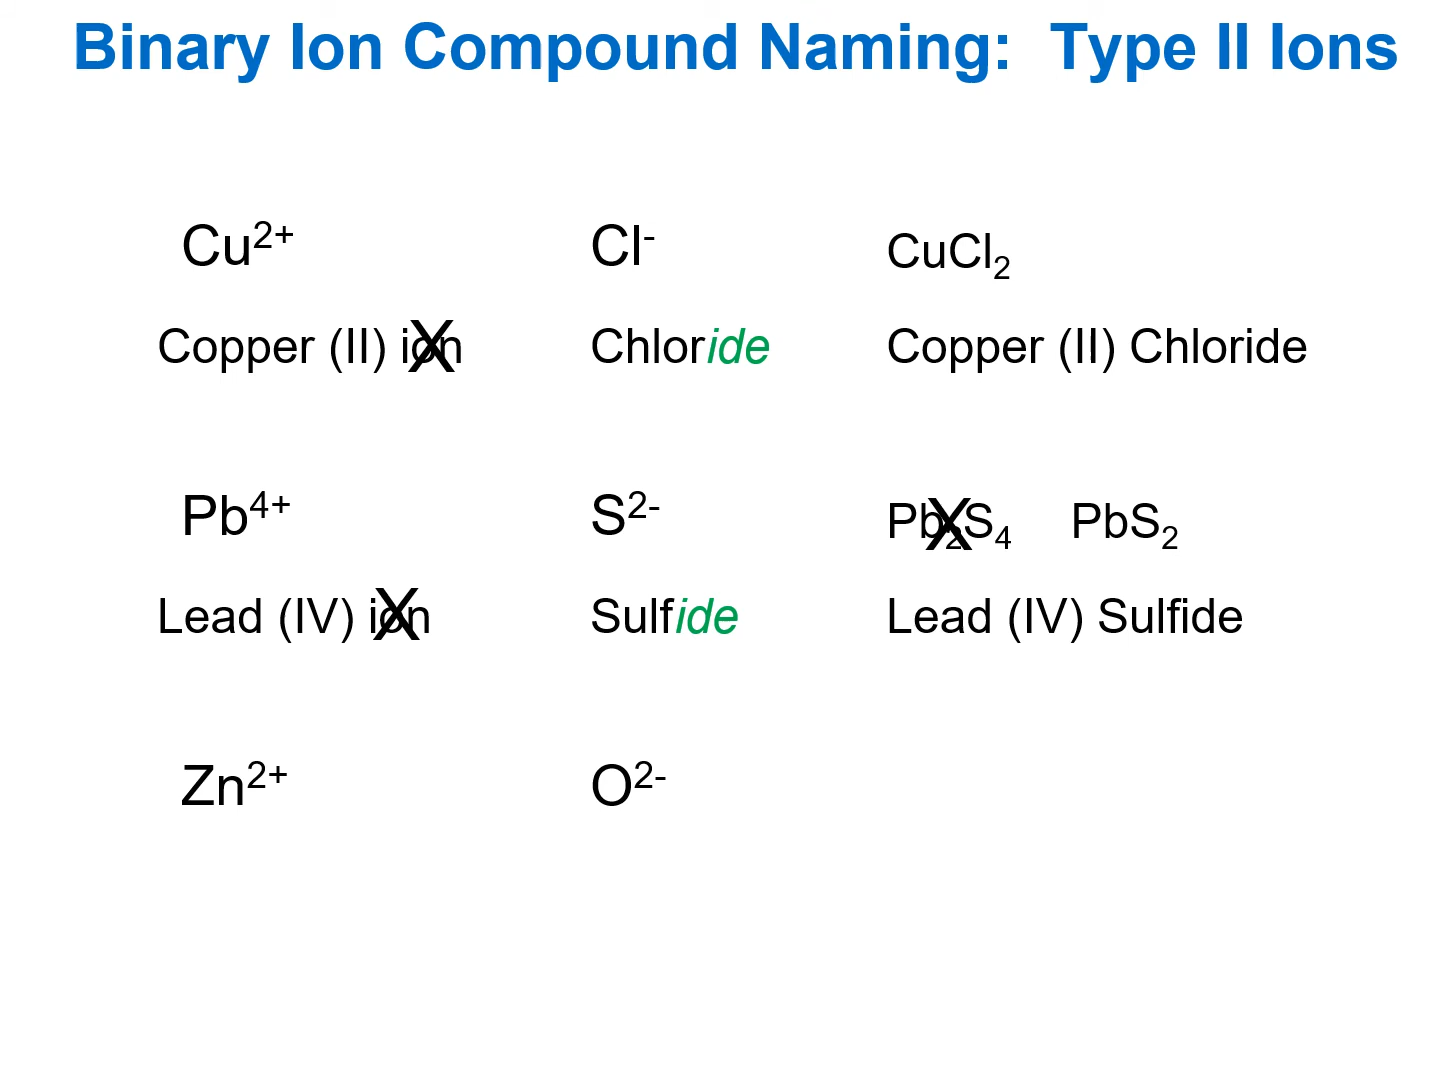 Binary Ion Compound Naming: Type II Ions
Cu²⁺ Cl⁻ CuCl₂
Copper (II) ion X Chloride Copper (II) Chloride
Pb⁴⁺ S²⁻ Pb₂S₄ X PbS₂
Lead (IV) ion X Sulfide Lead (IV) Sulfide
Zn²⁺ O²⁻